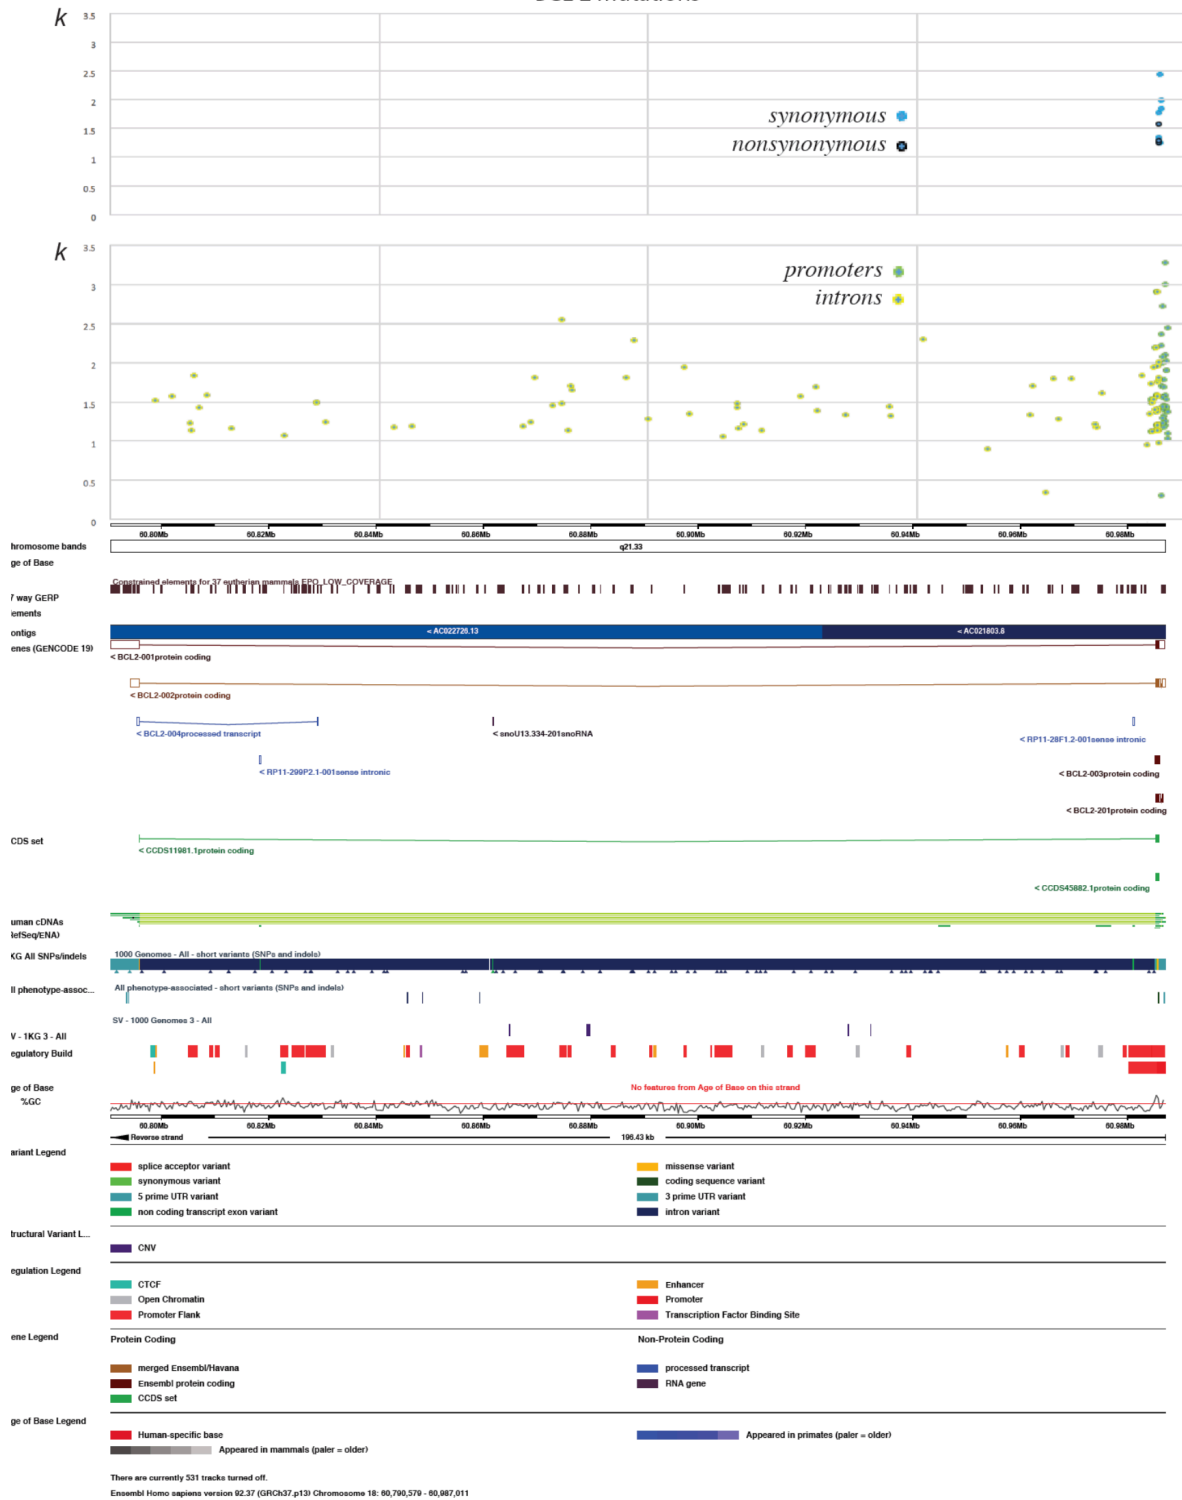 BCL2 mutations
k
3.5
3
2.5
2
1.5
1
0.5
0
synonymous
nonsynonymous
k
3.5
3
2.5
2
1.5
1
0.5
0
promoters
introns
60.80Mb 60.82Mb 60.84Mb 60.86Mb 60.88Mb 60.90Mb 60.92Mb 60.94Mb 60.96Mb 60.98Mb
hromosome bands q21.33
ge of Base
Constrained elements for 37 eutherian mammals EPO_LOW_COVERAGE
7 way GERP
lements
ontigs < AC022726.13 < AC021803.8
enes (GENCODE 19)
< BCL2-001protein coding
< BCL2-002protein coding
< BCL2-004processed transcript < snoU13.334-201snoRNA < RP11-28F1.2-001sense intronic
< RP11-299P2.1-001sense intronic < BCL2-003protein coding
< BCL2-201protein coding
CDS set
< CCDS11981.1protein coding
< CCDS45882.1protein coding
uman cDNAs
RefSeq/ENA)
KG All SNPs/indels 1000 Genomes - All - short variants (SNPs and indels)
ll phenotype-assoc... All phenotype-associated - short variants (SNPs and indels)
SV - 1000 Genomes 3 - All
V - 1KG 3 - All
egulatory Build
ge of Base No features from Age of Base on this strand
%GC
60.80Mb 60.82Mb 60.84Mb 60.86Mb 60.88Mb 60.90Mb 60.92Mb 60.94Mb 60.96Mb 60.98Mb
Reverse strand 196.43 kb
ariant Legend
splice acceptor variant missense variant
synonymous variant coding sequence variant
5 prime UTR variant 3 prime UTR variant
non coding transcript exon variant intron variant
tructural Variant L...
CNV
egulation Legend
CTCF Enhancer
Open Chromatin Promoter
Promoter Flank Transcription Factor Binding Site
ene Legend Protein Coding Non-Protein Coding
merged Ensembl/Havana processed transcript
Ensembl protein coding RNA gene
CCDS set
ge of Base Legend
Human-specific base Appeared in primates (paler = older)
Appeared in mammals (paler = older)
There are currently 531 tracks turned off.
Ensembl Homo sapiens version 92.37 (GRCh37.p13) Chromosome 18: 60,790,579 - 60,987,011